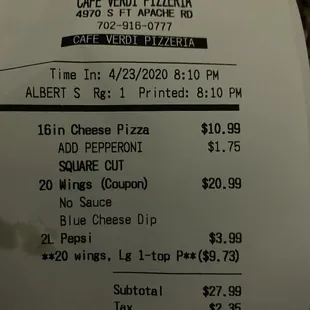 CAFE VERDI PIZZERIA
4970 S FT APACHE RD
702-916-0777
CAFE VERDI PIZZERIA
Time In: 4/23/2020 8:10 PM
ALBERT S Rg: 1 Printed: 8:10 PM
16in Cheese Pizza $10.99
ADD PEPPERONI $1.75
SQUARE CUT
20 Wings (Coupon) $20.99
No Sauce
Blue Cheese Dip
2L Pepsi $3.99
**20 wings, Lg 1-top P**($9.73)
Subtotal $27.99
Tax $2.35